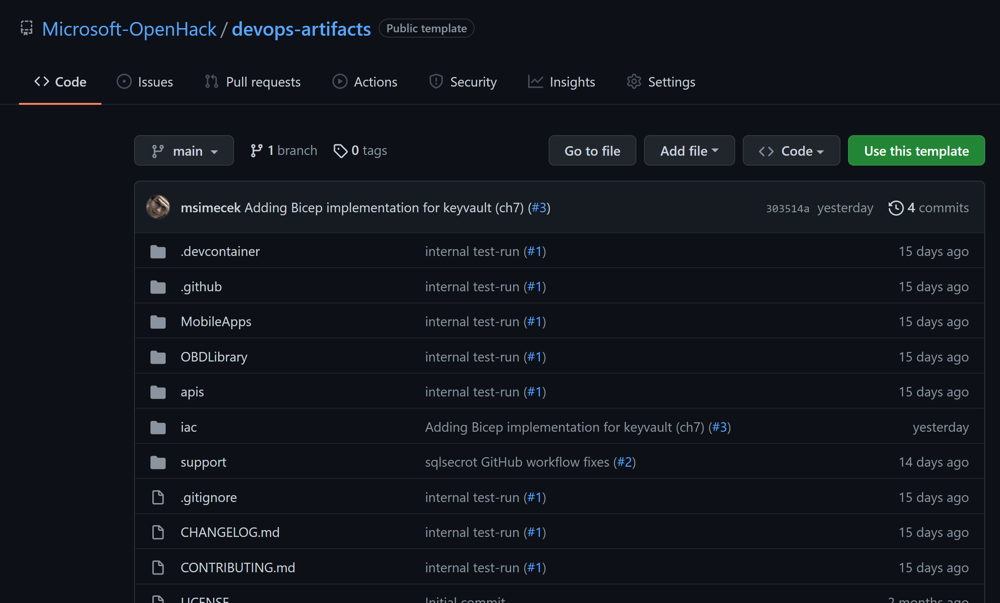 Microsoft-OpenHack / devops-artifacts Public template
Code Issues Pull requests Actions Security Insights Settings
main 1 branch 0 tags Go to file Add file Code Use this template
msimecek Adding Bicep implementation for keyvault (ch7) (#3) 303514a yesterday 4 commits
.devcontainer internal test-run (#1) 15 days ago
.github internal test-run (#1) 15 days ago
MobileApps internal test-run (#1) 15 days ago
OBDLibrary internal test-run (#1) 15 days ago
apis internal test-run (#1) 15 days ago
iac Adding Bicep implementation for keyvault (ch7) (#3) yesterday
support sqlsecrot GitHub workflow fixes (#2) 14 days ago
.gitignore internal test-run (#1) 15 days ago
CHANGELOG.md internal test-run (#1) 15 days ago
CONTRIBUTING.md internal test-run (#1) 15 days ago
LICENSE Initial commit 2 months ago